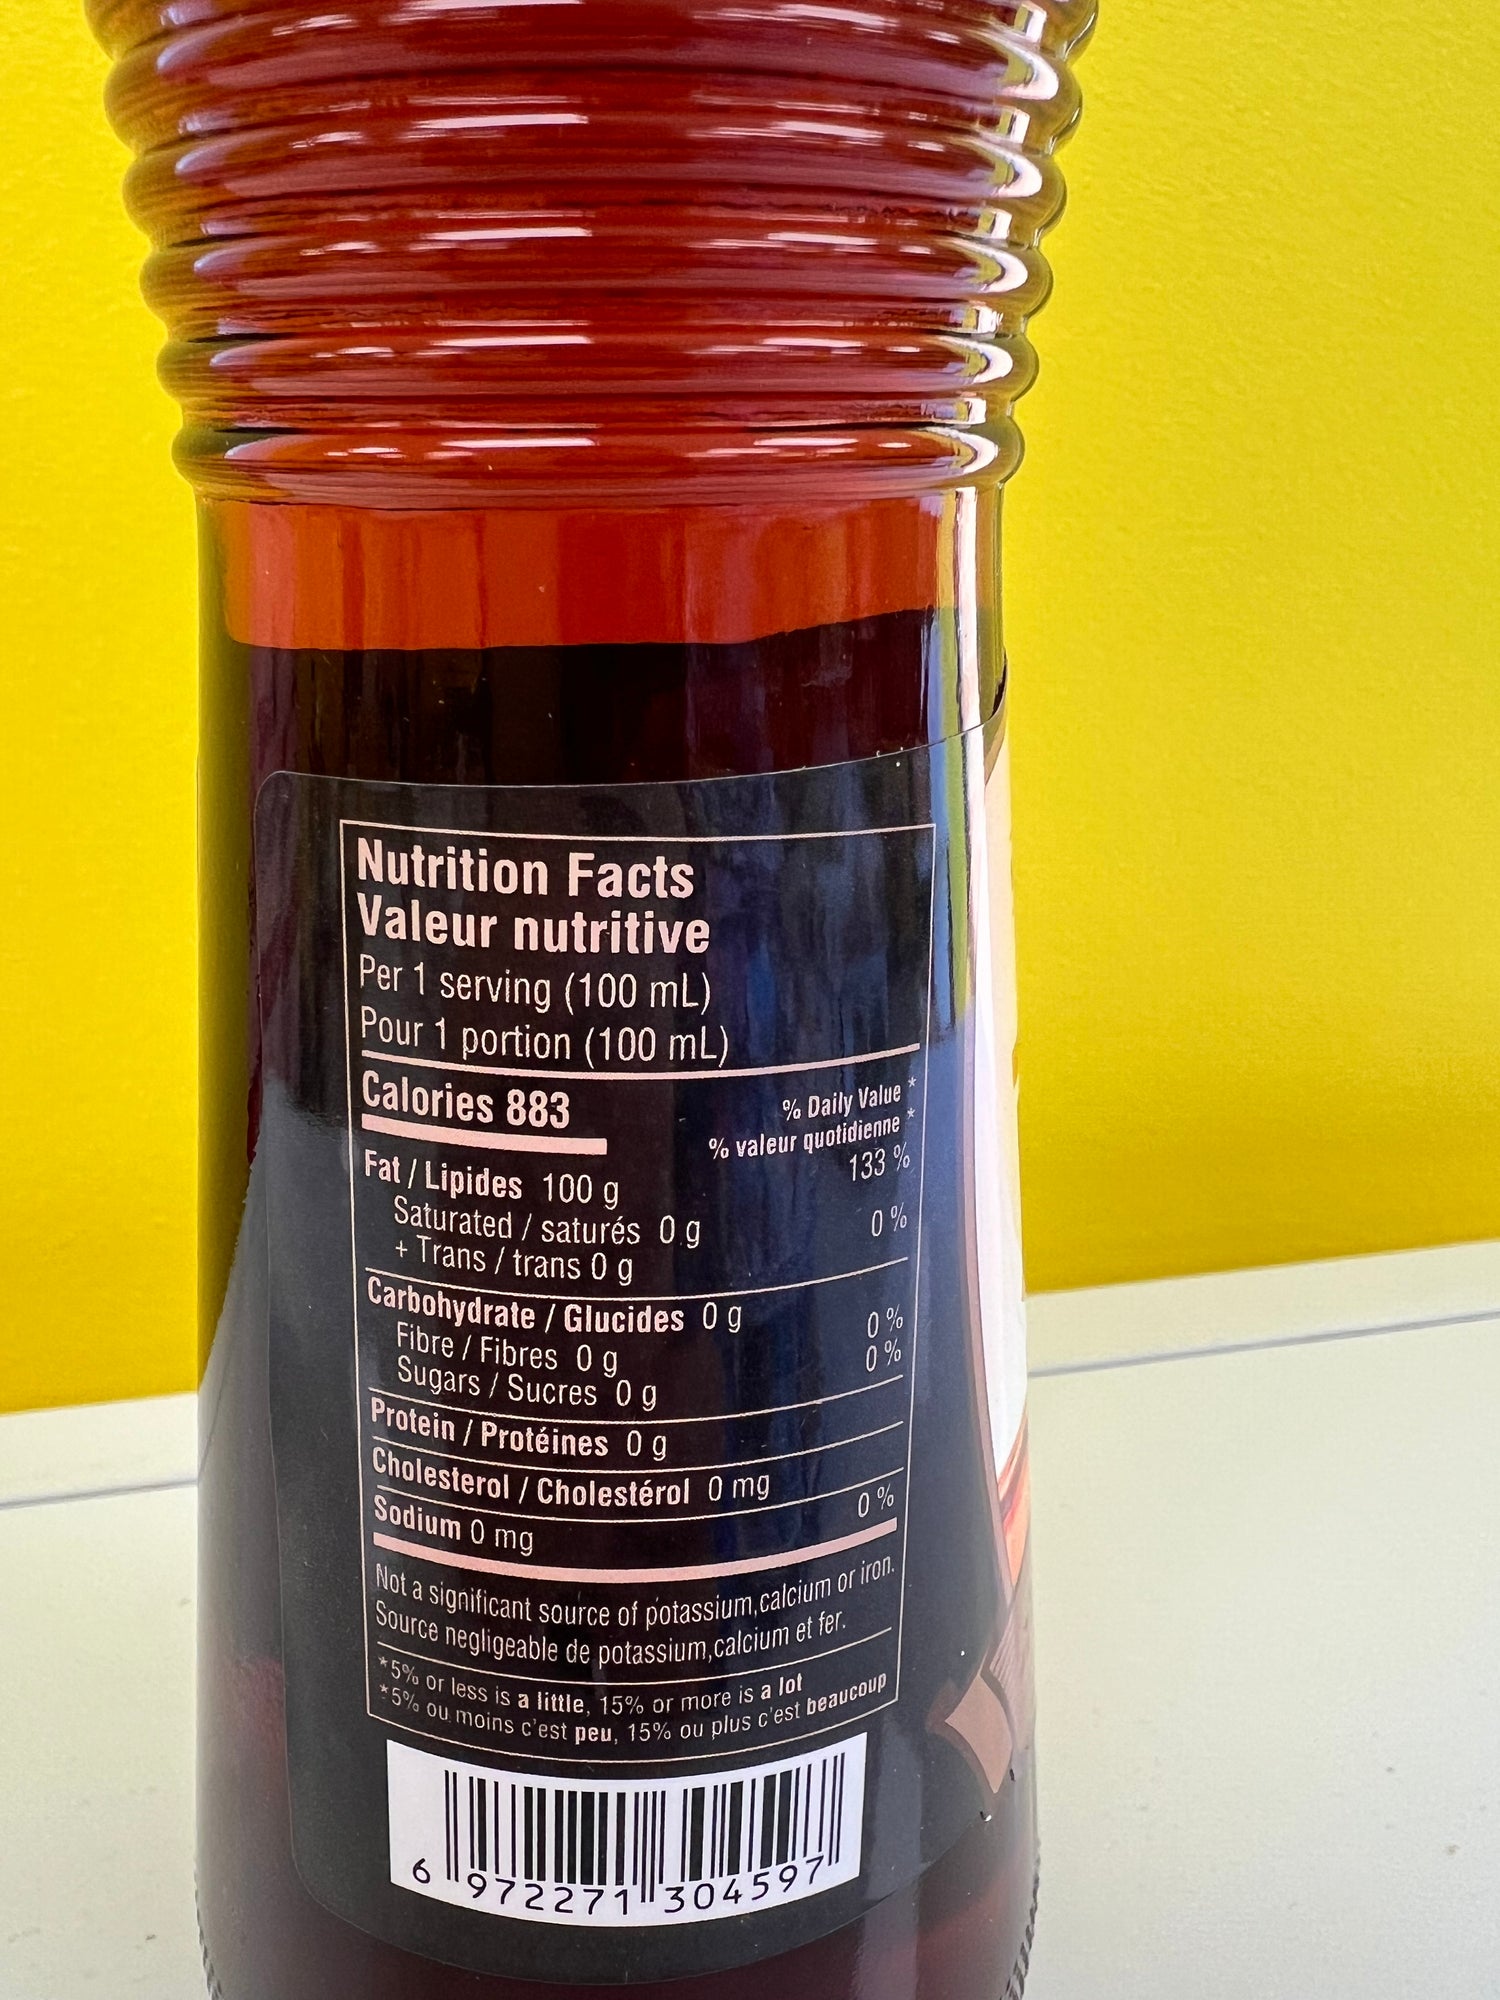 Nutrition Facts
Valeur nutritive
Per 1 serving (100 mL)
Pour 1 portion (100 mL)
Calories 883
% Daily Value *
% valeur quotidienne *
Fat / Lipides 100 g 133 %
Saturated / saturés 0 g 0 %
+ Trans / trans 0 g
Carbohydrate / Glucides 0 g
Fibre / Fibres 0 g 0 %
Sugars / Sucres 0 g 0 %
Protein / Protéines 0 g
Cholesterol / Cholestérol 0 mg
Sodium 0 mg 0 %
Not a significant source of potassium,calcium or iron.
Source negligeable de potassium,calcium et fer.
*5% or less is a little, 15% or more is a lot
*5% ou moins c'est peu, 15% ou plus c'est beaucoup
6 972271 304597